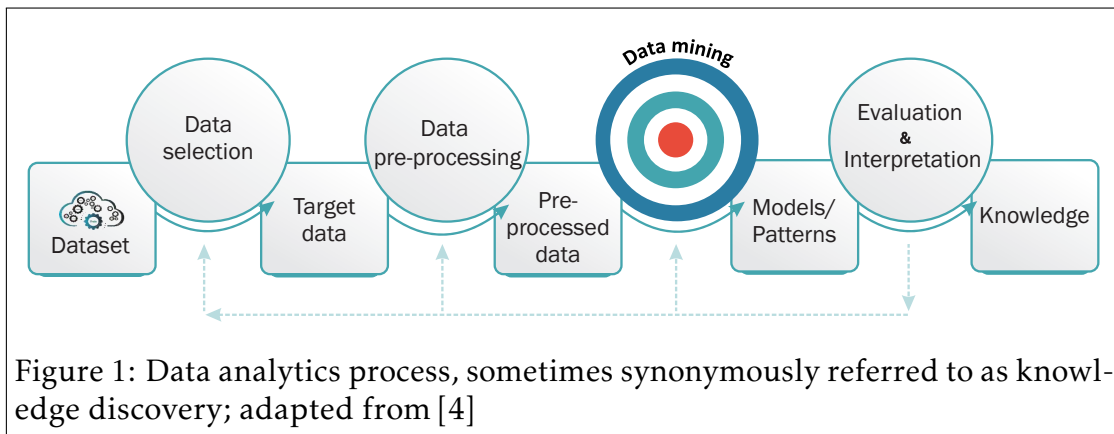 Data mining
Data
selection
Data
pre-processing
Evaluation
&
Interpretation
Dataset
Target
data
Pre-
processed
data
Models/
Patterns
Knowledge
Figure 1: Data analytics process, sometimes synonymously referred to as knowl-
edge discovery; adapted from [4]